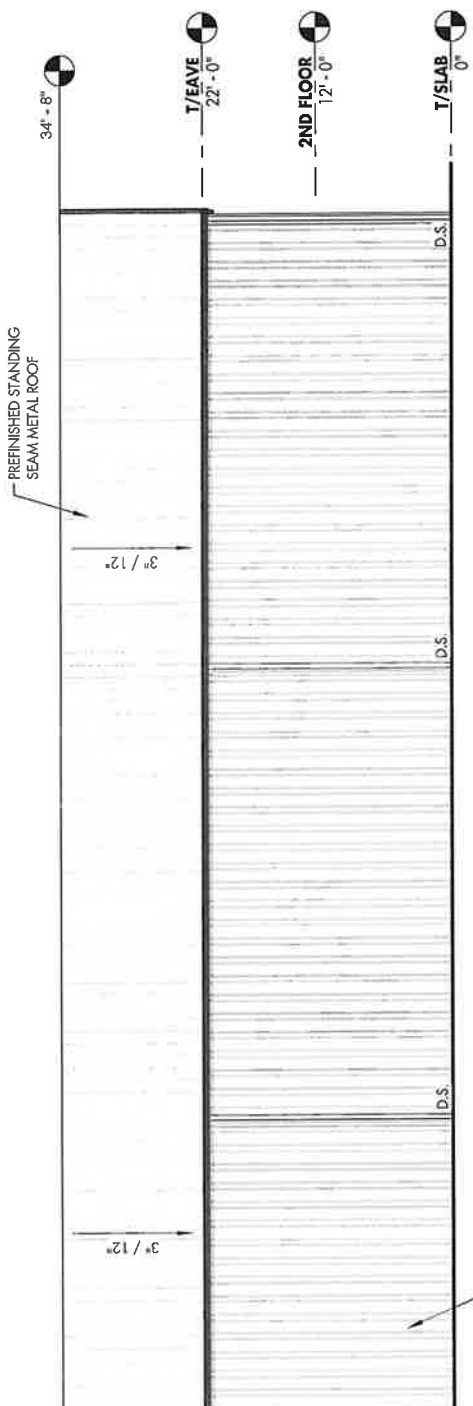 PREFINISHED STANDING
SEAM METAL ROOF
34' - 8"
T/EAVE
22' - 0"
2ND FLOOR
12' - 0"
T/SLAB
0"
3" / 12"
3" / 12"
D.S.
D.S.
D.S.